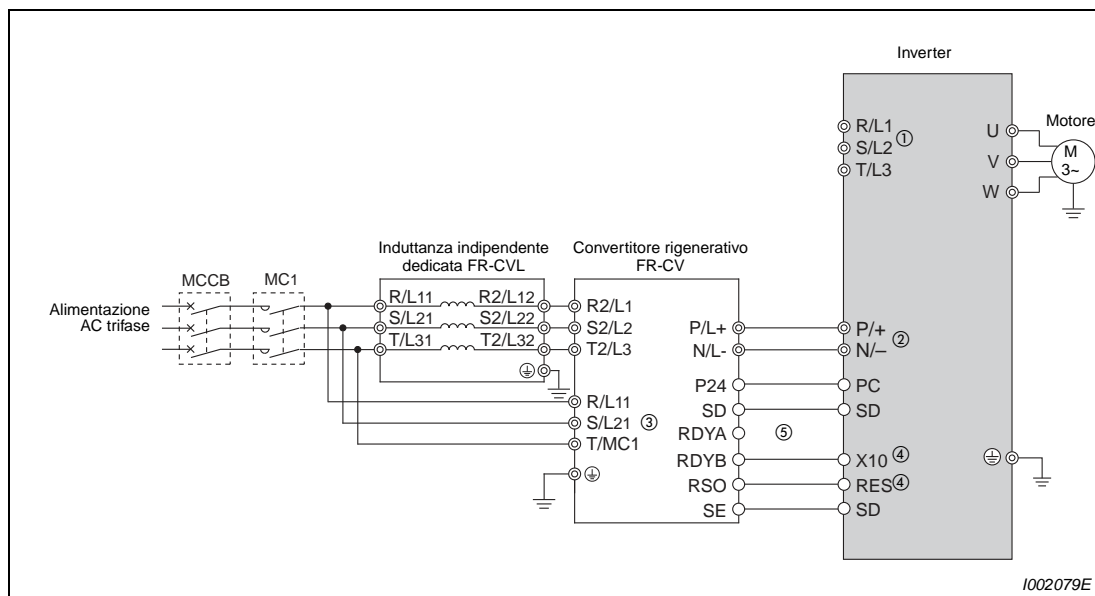 Inverter
R/L1
S/L2 ①
T/L3
U
V
W
Motore
M
3~
Induttanza indipendente
dedicata FR-CVL
Convertitore rigenerativo
FR-CV
MCCB
MC1
Alimentazione
AC trifase
R/L11 R2/L12
S/L21 S2/L22
T/L31 T2/L32
R2/L1
S2/L2
T2/L3
R/L11
S/L21 ③
T/MC1
P/L+
N/L-
P24
SD
RDYA
RDYB
RSO
SE
⑤
P/+
N/– ②
PC
SD
X10 ④
RES ④
SD
I002079E